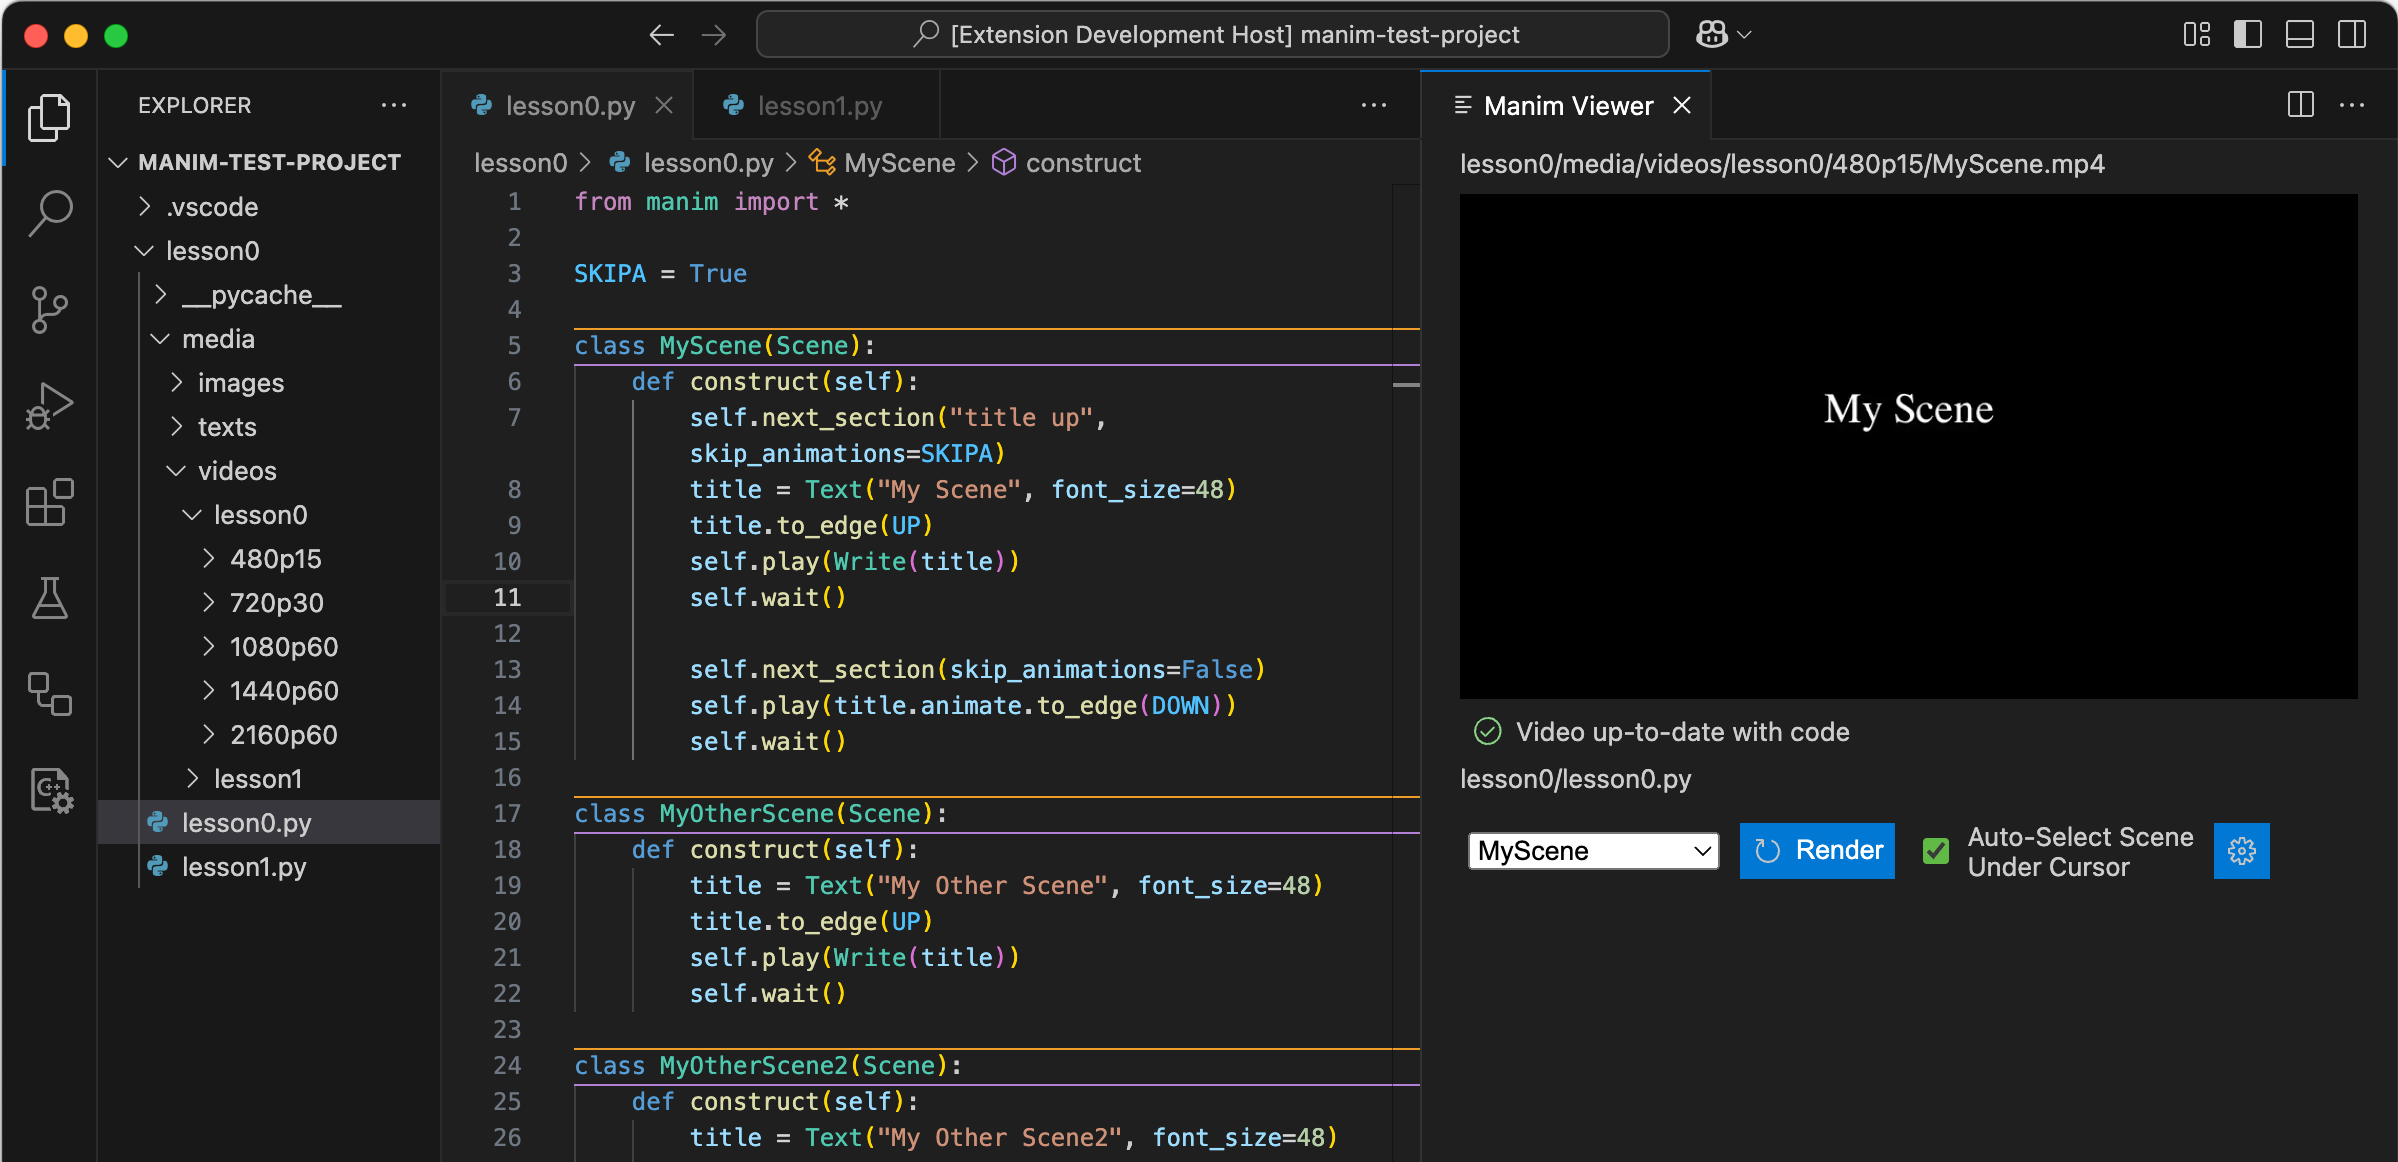 [Extension Development Host] manim-test-project
EXPLORER
MANIM-TEST-PROJECT
.vscode
lesson0
__pycache__
media
images
texts
videos
lesson0
480p15
720p30
1080p60
1440p60
2160p60
lesson1
lesson0.py
lesson1.py
lesson0.py
lesson1.py
lesson0 > lesson0.py > MyScene > construct
1 from manim import *
2
3 SKIPA = True
4
5 class MyScene(Scene):
6     def construct(self):
7         self.next_section("title up",
        skip_animations=SKIPA)
8         title = Text("My Scene", font_size=48)
9         title.to_edge(UP)
10         self.play(Write(title))
11         self.wait()
12
13         self.next_section(skip_animations=False)
14         self.play(title.animate.to_edge(DOWN))
15         self.wait()
16
17 class MyOtherScene(Scene):
18     def construct(self):
19         title = Text("My Other Scene", font_size=48)
20         title.to_edge(UP)
21         self.play(Write(title))
22         self.wait()
23
24 class MyOtherScene2(Scene):
25     def construct(self):
26         title = Text("My Other Scene2", font_size=48)
Manim Viewer
lesson0/media/videos/lesson0/480p15/MyScene.mp4
My Scene
Video up-to-date with code
lesson0/lesson0.py
MyScene
Render
Auto-Select Scene
Under Cursor